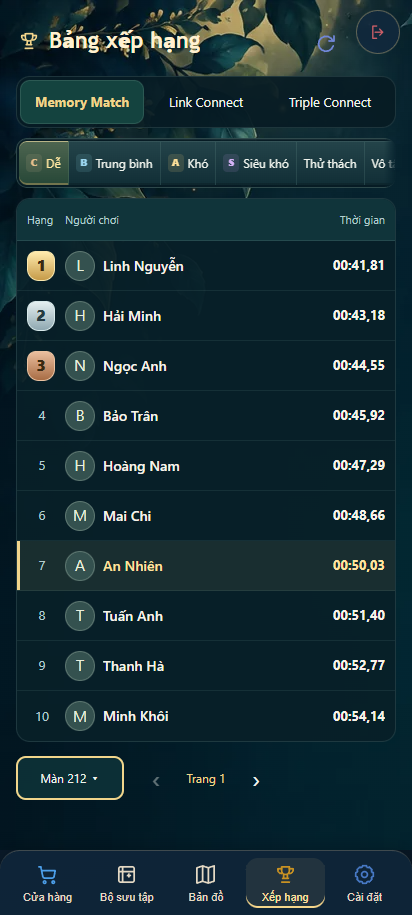 Bảng xếp hạng
Memory Match Link Connect Triple Connect
C Dễ B Trung bình A Khó S Siêu khó Thử thách Vô
Hạng Người chơi Thời gian
1 L Linh Nguyễn 00:41,81
2 H Hải Minh 00:43,18
3 N Ngọc Anh 00:44,55
4 B Bảo Trân 00:45,92
5 H Hoàng Nam 00:47,29
6 M Mai Chi 00:48,66
7 A An Nhiên 00:50,03
8 T Tuấn Anh 00:51,40
9 T Thanh Hà 00:52,77
10 M Minh Khôi 00:54,14
Màn 212 Trang 1
Cửa hàng Bộ sưu tập Bản đồ Xếp hạng Cài đặt